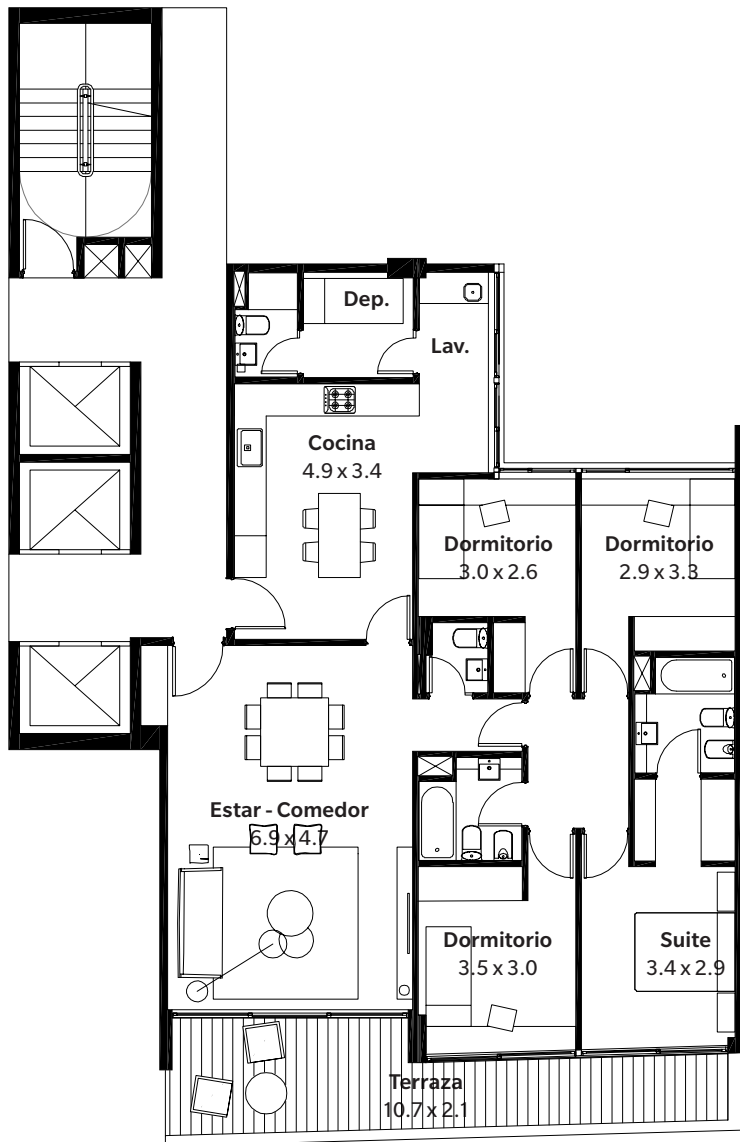 Dep.
Lav.
Cocina
4.9 x 3.4
Dormitorio
3.0 x 2.6
Dormitorio
2.9 x 3.3
Estar - Comedor
6.9 x 4.7
Dormitorio
3.5 x 3.0
Suite
3.4 x 2.9
Terraza
10.7 x 2.1